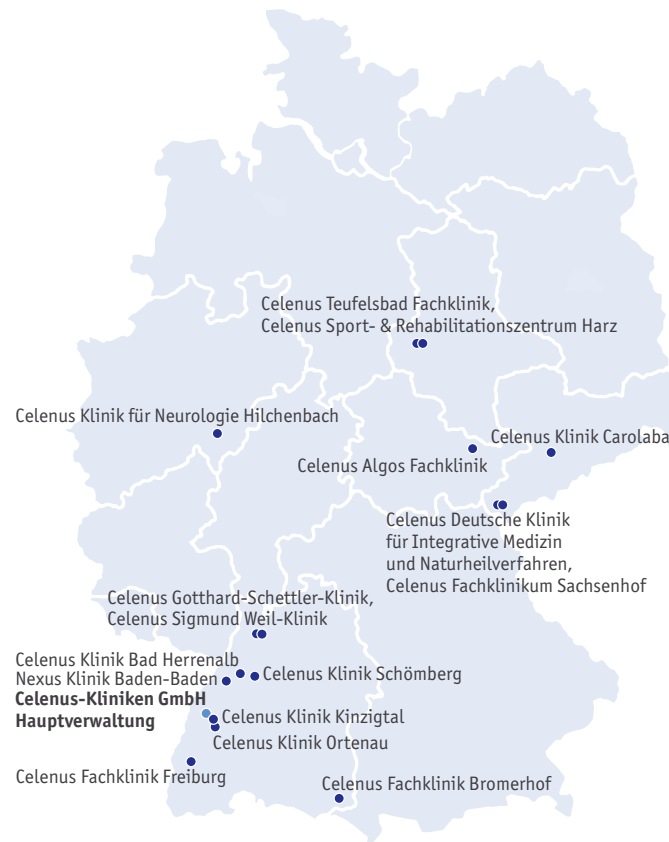 Celenus Teufelsbad Fachklinik,
Celenus Sport- & Rehabilitationszentrum Harz
Celenus Klinik für Neurologie Hilchenbach
Celenus Klinik Carolaba
Celenus Algos Fachklinik
Celenus Deutsche Klinik
für Integrative Medizin
und Naturheilverfahren,
Celenus Fachklinikum Sachsenhof
Celenus Gotthard-Schettler-Klinik,
Celenus Sigmund Weil-Klinik
Celenus Klinik Bad Herrenalb
Celenus Klinik Schömberg
Nexus Klinik Baden-Baden
Celenus-Kliniken GmbH
Hauptverwaltung
Celenus Klinik Kinzigtal
Celenus Klinik Ortenau
Celenus Fachklinik Freiburg
Celenus Fachklinik Bromerhof